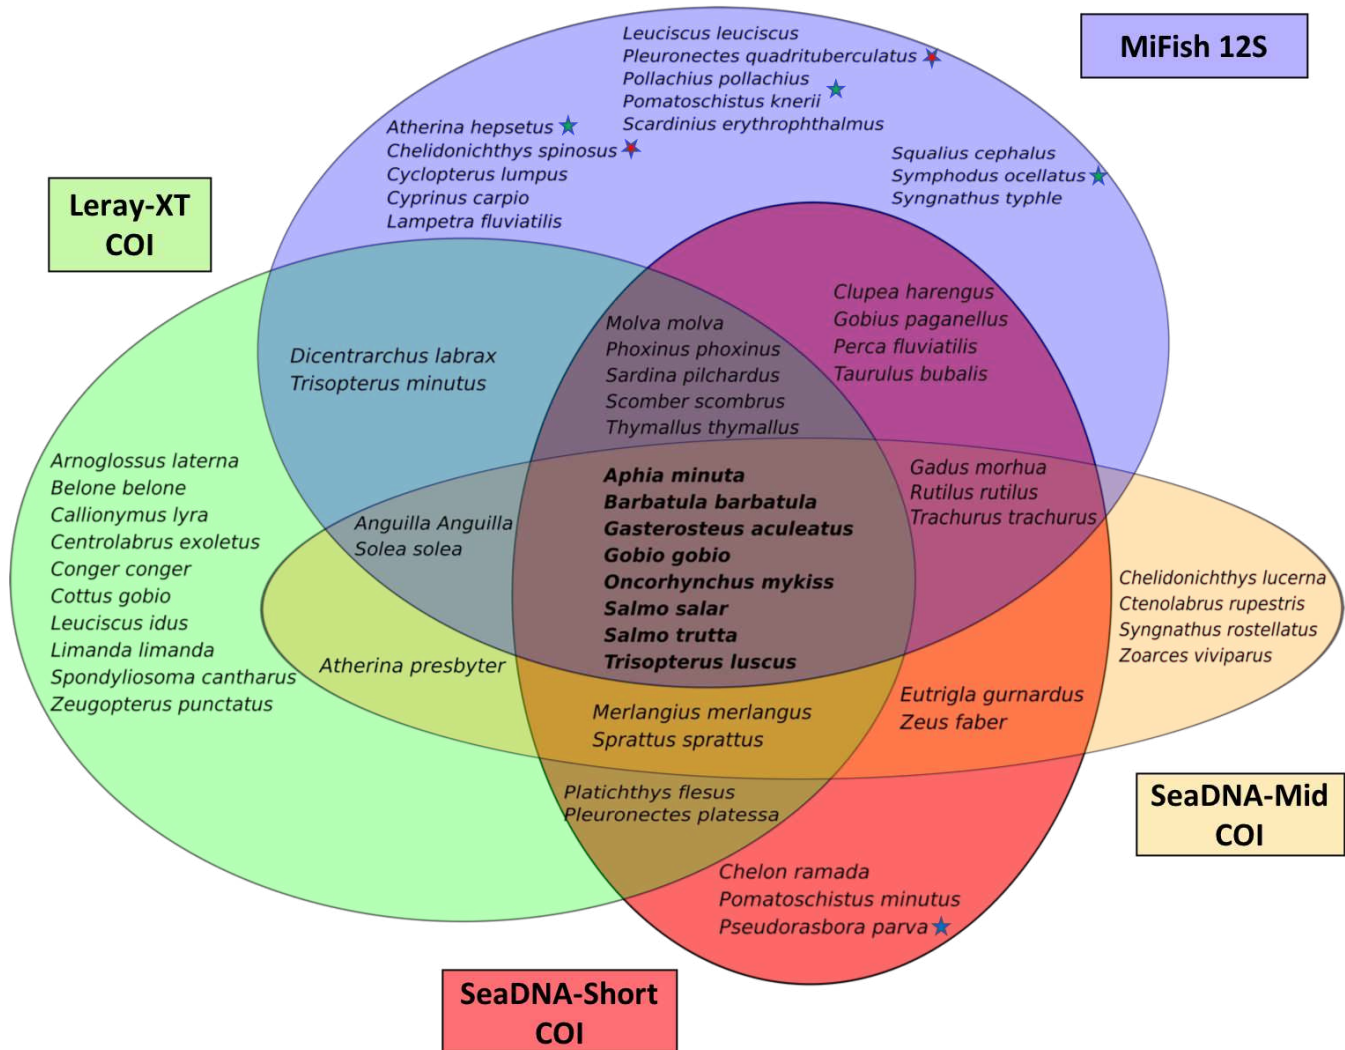 MiFish 12S
Leuciscus leuciscus
Pleuronectes quadrituberculatus
Pollachius pollachius
Pomatoschistus knerii
Scardinius erythrophthalmus
Atherina hepsetus
Chelidonichthys spinosus
Cyclopterus lumpus
Cyprinus carpio
Lampetra fluviatilis
Squalius cephalus
Symphodus ocellatus
Syngnathus typhle
Leray-XT
COI
Clupea harengus
Gobius paganellus
Perca fluviatilis
Taurulus bubalis
Molva molva
Phoxinus phoxinus
Sardina pilchardus
Scomber scombrus
Thymallus thymallus
Dicentrarchus labrax
Trisopterus minutus
Arnoglossus laterna
Belone belone
Callionymus lyra
Centrolabrus exoletus
Conger conger
Cottus gobio
Leuciscus idus
Limanda limanda
Spondyliosoma cantharus
Zeugopterus punctatus
Anguilla Anguilla
Solea solea
Aphia minuta
Barbatula barbatula
Gasterosteus aculeatus
Gobio gobio
Oncorhynchus mykiss
Salmo salar
Salmo trutta
Trisopterus luscus
Gadus morhua
Rutilus rutilus
Trachurus trachurus
Chelidonichthys lucerna
Ctenolabrus rupestris
Syngnathus rostellatus
Zoarces viviparus
Atherina presbyter
Eutrigla gurnardus
Zeus faber
Merlangius merlangus
Sprattus sprattus
Platichthys flesus
Pleuronectes platessa
SeaDNA-Mid
COI
Chelon ramada
Pomatoschistus minutus
Pseudorasbora parva
SeaDNA-Short
COI